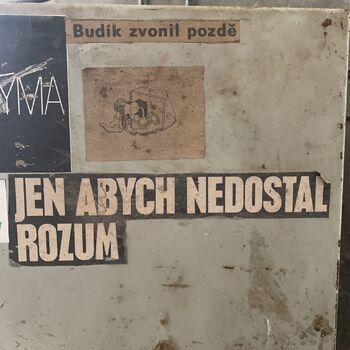 Budík zvonil pozdě
JEN ABYCH NEDOSTAL
ROZUM